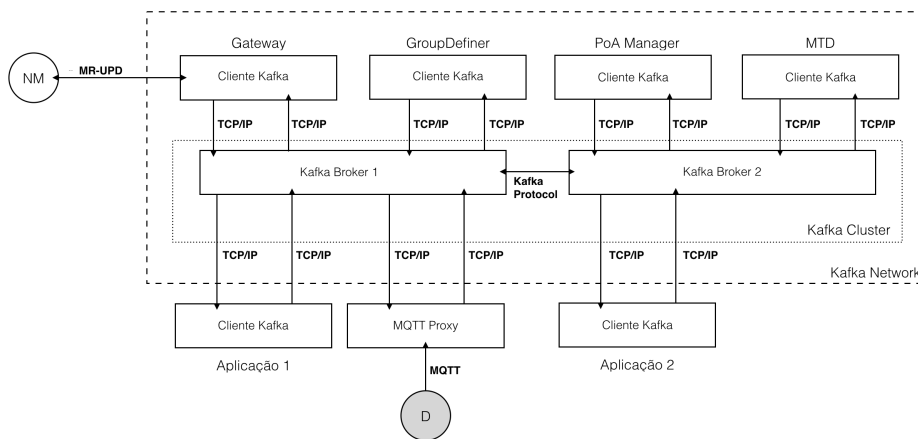 Gateway
GroupDefiner
PoA Manager
MTD
NM
MR-UPD
Cliente Kafka
Cliente Kafka
Cliente Kafka
Cliente Kafka
TCP/IP
TCP/IP
TCP/IP
TCP/IP
TCP/IP
TCP/IP
TCP/IP
TCP/IP
Kafka Broker 1
Kafka
Protocol
Kafka Broker 2
Kafka Cluster
TCP/IP
TCP/IP
TCP/IP
TCP/IP
TCP/IP
TCP/IP
Kafka Network
Cliente Kafka
MQTT Proxy
Cliente Kafka
Aplicação 1
Aplicação 2
MQTT
D